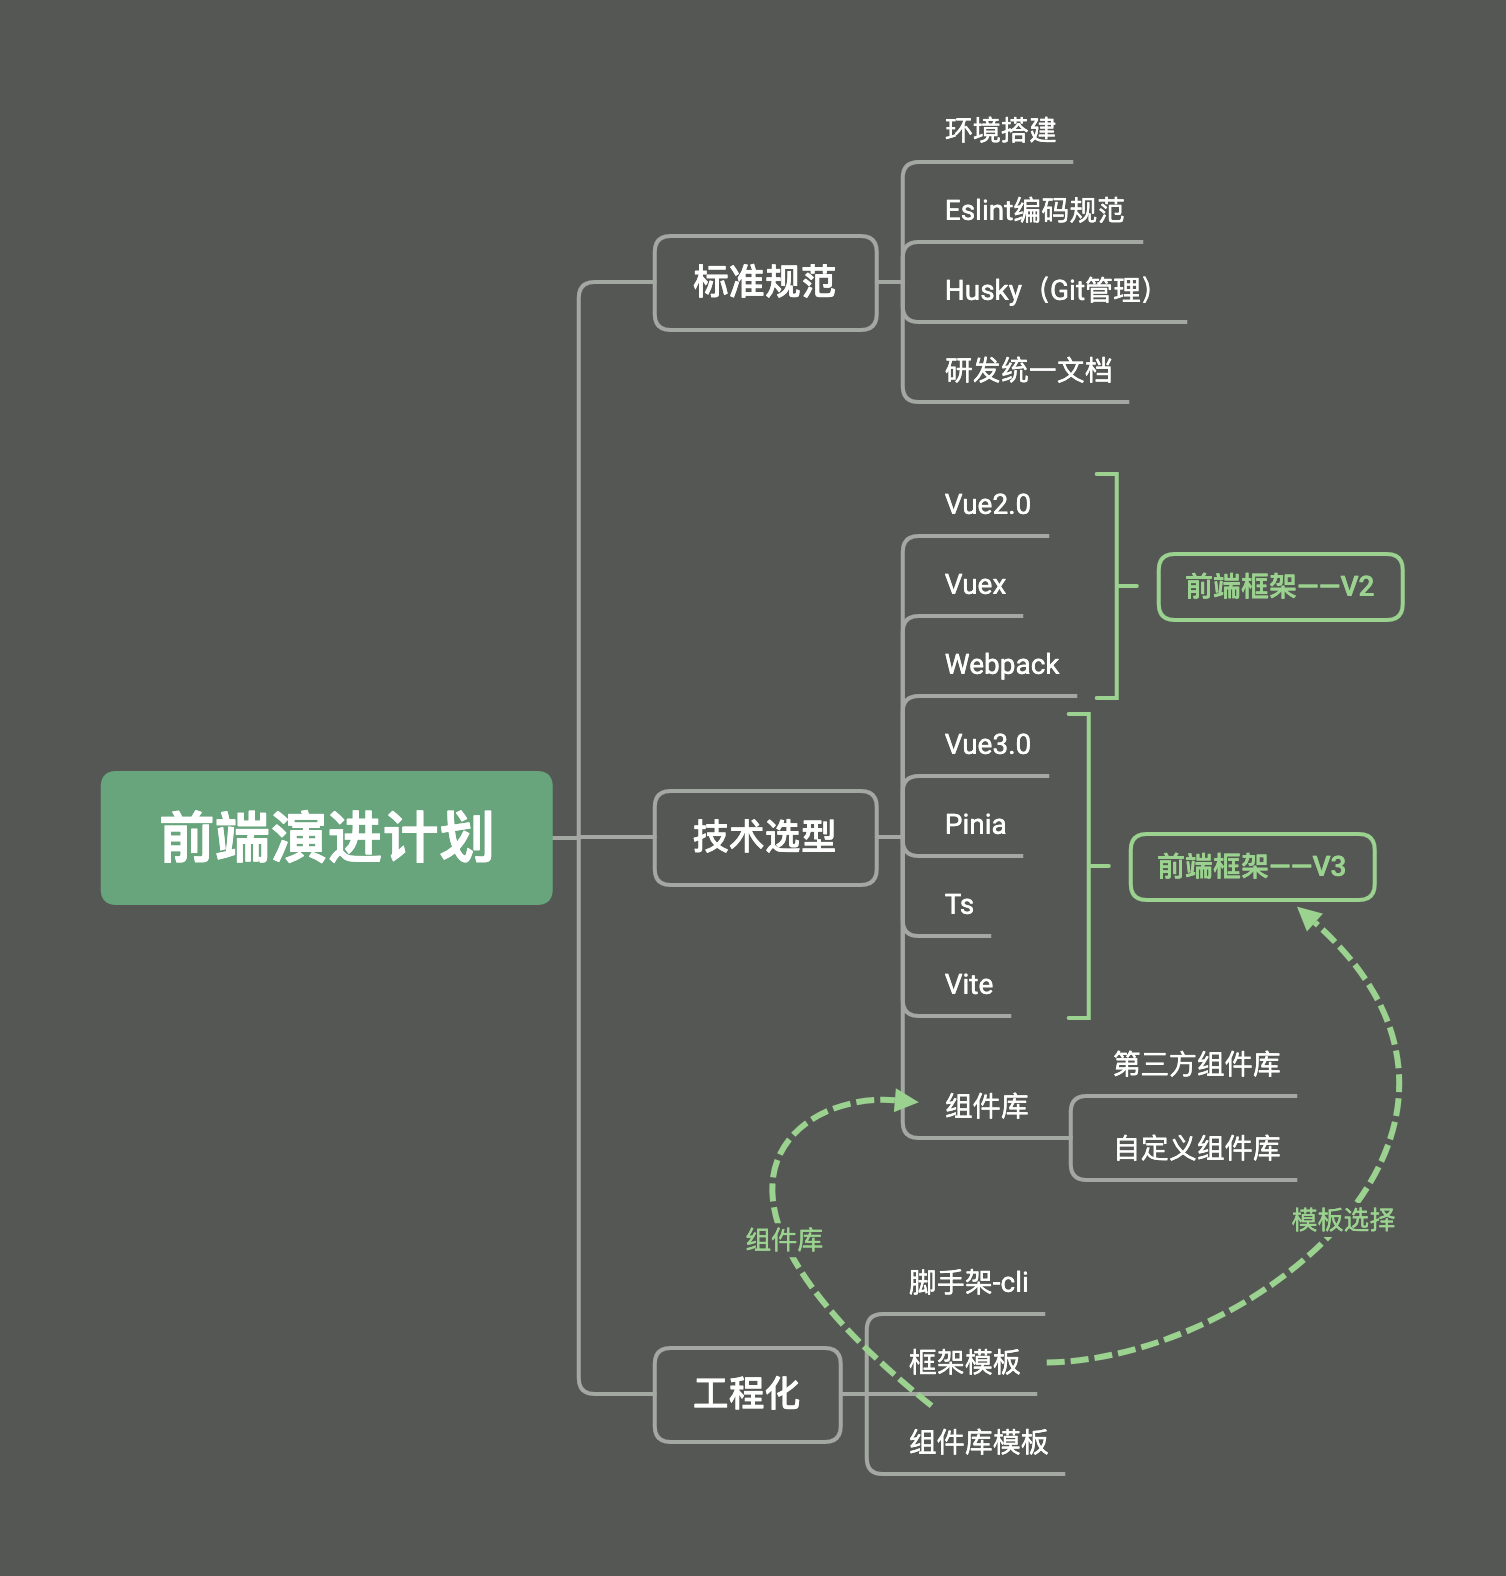 前端演进计划
标准规范
环境搭建
Eslint编码规范
Husky（Git管理）
研发统一文档
技术选型
Vue2.0
Vuex
Webpack
前端框架——V2
Vue3.0
Pinia
Ts
Vite
前端框架——V3
组件库
第三方组件库
自定义组件库
组件库
模板选择
工程化
脚手架-cli
框架模板
组件库模板